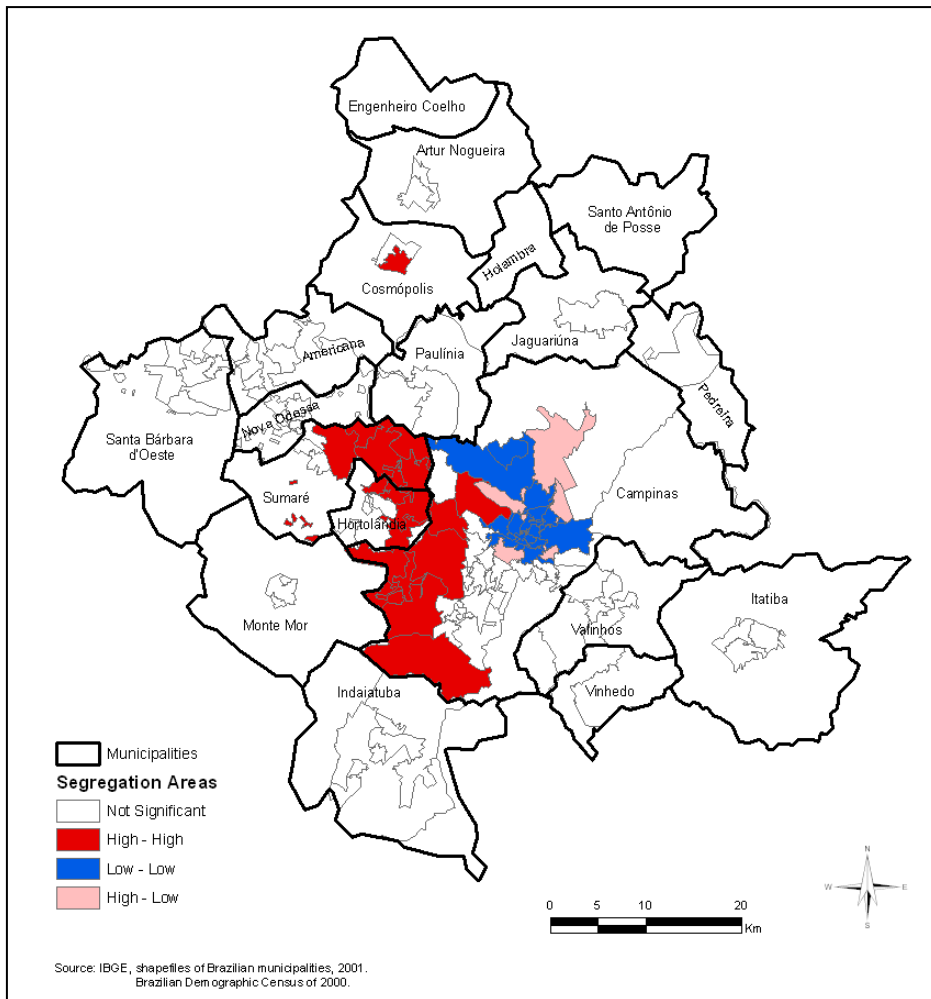 Engenheiro Coelho
Artur Nogueira
Santo Antônio
de Posse
Holambra
Cosmópolis
Jaguariúna
Paulínia
Americana
Pedreira
Nova Odessa
Santa Bárbara
d'Oeste
Campinas
Sumaré
Hortolândia
Itatiba
Monte Mor
Valinhos
Indaiatuba
Vinhedo
Municipalities
Segregation Areas
Not Significant
High - High
Low - Low
High - Low
N
W
E
S
0 5 10 20
Km
Source: IBGE, shapefiles of Brazilian municipalities, 2001.
Brazilian Demographic Census of 2000.